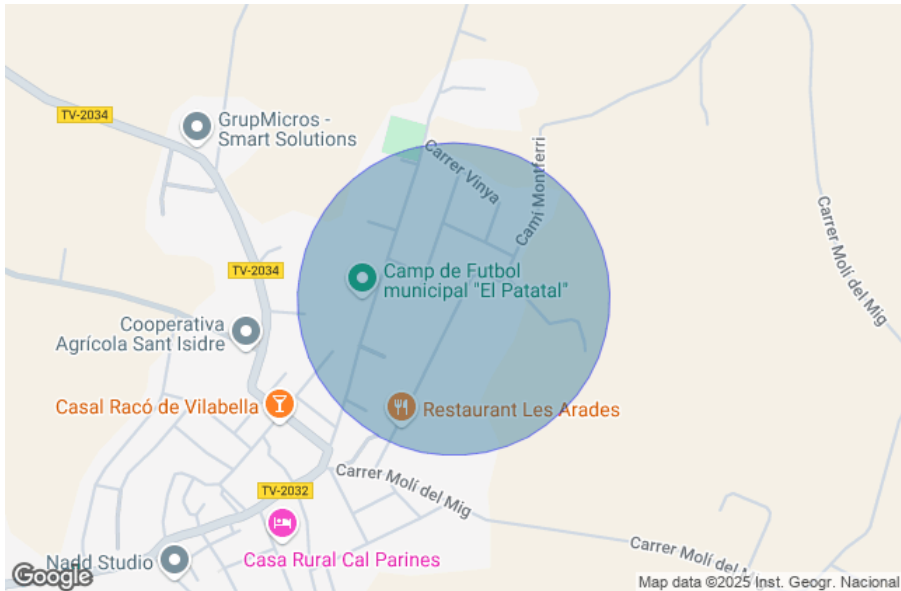 TV-2034
GrupMicros -
Smart Solutions
Carrer Vinya
Camí Montferri
Carrer Molí del Mig
TV-2034
Camp de Futbol
municipal "El Patatal"
Cooperativa
Agrícola Sant Isidre
Casal Racó de Vilabella
Restaurant Les Arades
Carrer Molí del Mig
TV-2032
Casa Rural Cal Parines
Nadd Studio
Carrer Molí del Mig
Google
Map data ©2025 Inst. Geogr. Nacional